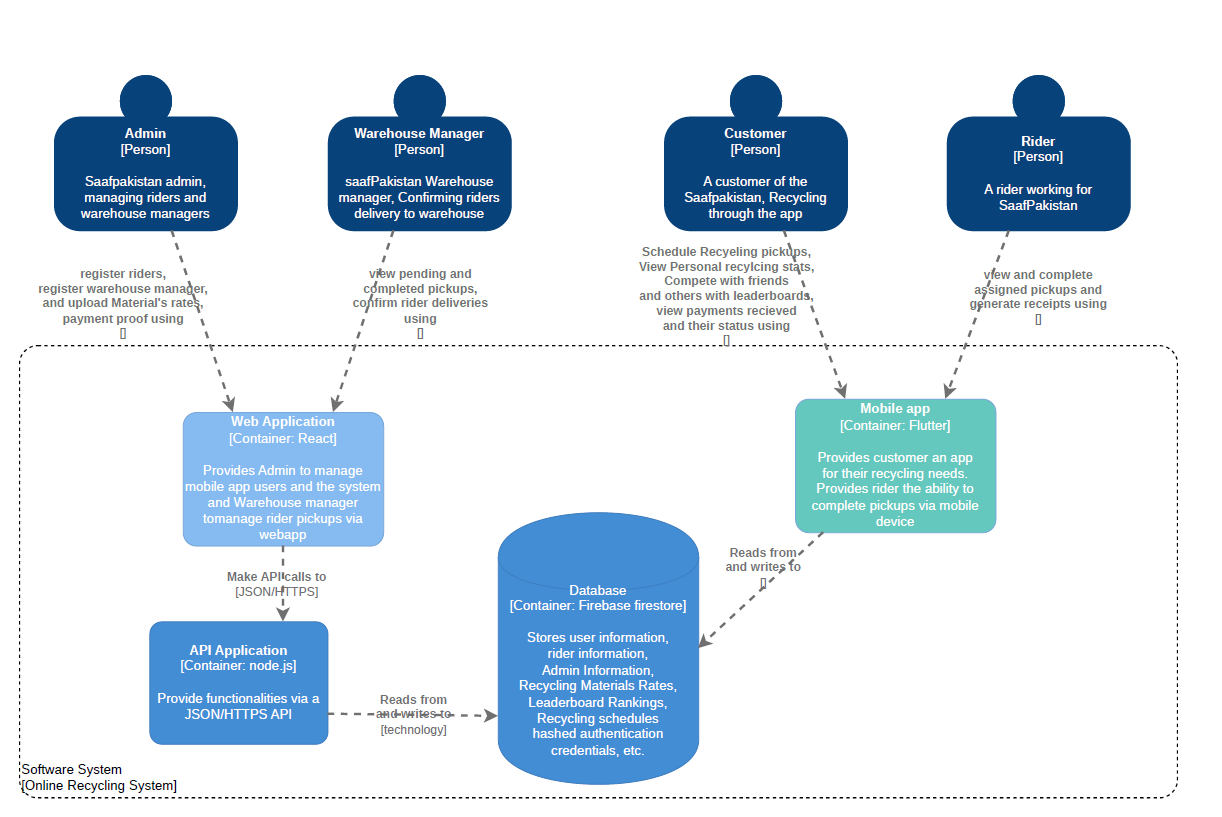 Admin
[Person]
Saafpakistan admin,
managing riders and
warehouse managers
Warehouse Manager
[Person]
saafPakistan Warehouse
manager, Confirming riders
delivery to warehouse
Customer
[Person]
A customer of the
Saafpakistan, Recycling
through the app
Rider
[Person]
A rider working for
SaafPakistan
register riders,
register warehouse manager,
and upload Material's rates,
payment proof using
[]
view pending and
completed pickups,
confirm rider deliveries
using
[]
Schedule Recyeling pickups,
View Personal recylcing stats,
Compete with friends
and others with leaderboards,
view payments recieved
and their status using
[]
view and complete
assigned pickups and
generate receipts using
[]
Web Application
[Container: React]
Provides Admin to manage
mobile app users and the system
and Warehouse manager
tomanage rider pickups via
webapp
Mobile app
[Container: Flutter]
Provides customer an app
for their recycling needs.
Provides rider the ability to
complete pickups via mobile
device
Make API calls to
[JSON/HTTPS]
Reads from
and writes to
[]
API Application
[Container: node.js]
Provide functionalities via a
JSON/HTTPS API
Reads from
and writes to
[technology]
Database
[Container: Firebase firestore]
Stores user information,
rider information,
Admin Information,
Recycling Materials Rates,
Leaderboard Rankings,
Recycling schedules
hashed authentication
credentials, etc.
Software System
[Online Recycling System]